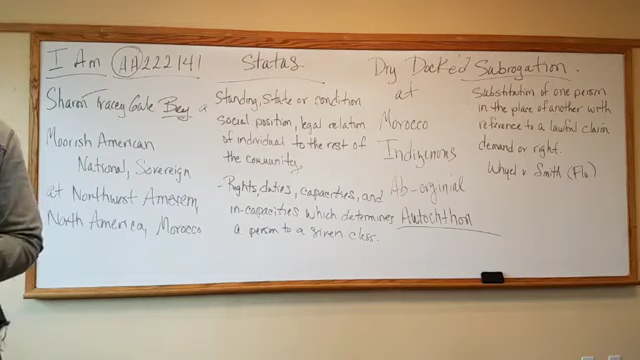 I Am AA222141
Sharon Tracey Gale Bey a
Moorish American
National, Sovereign
at Northwest Amexem,
North America, Morocco
Status
Standing, State or condition
social position, legal relation
of individual to the rest of
the community.
- Rights, duties, capacities, and
in-capacities which determines
a person to a given class.
Dry Dock'ed
at
Morocco
Indigenous
Ab-orginial
Autochthon
Subrogation.
Substitution of one person
in the place of another with
reference to a lawful claim
demand or right.
v. Smith (Fla)